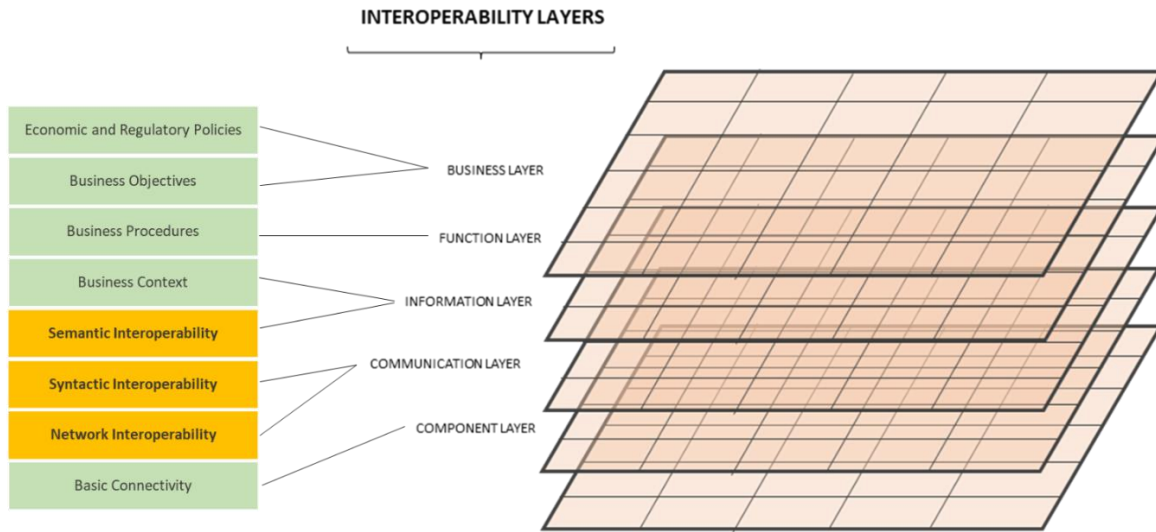 INTEROPERABILITY LAYERS
Economic and Regulatory Policies
Business Objectives
Business Procedures
Business Context
Semantic Interoperability
Syntactic Interoperability
Network Interoperability
Basic Connectivity
BUSINESS LAYER
FUNCTION LAYER
INFORMATION LAYER
COMMUNICATION LAYER
COMPONENT LAYER